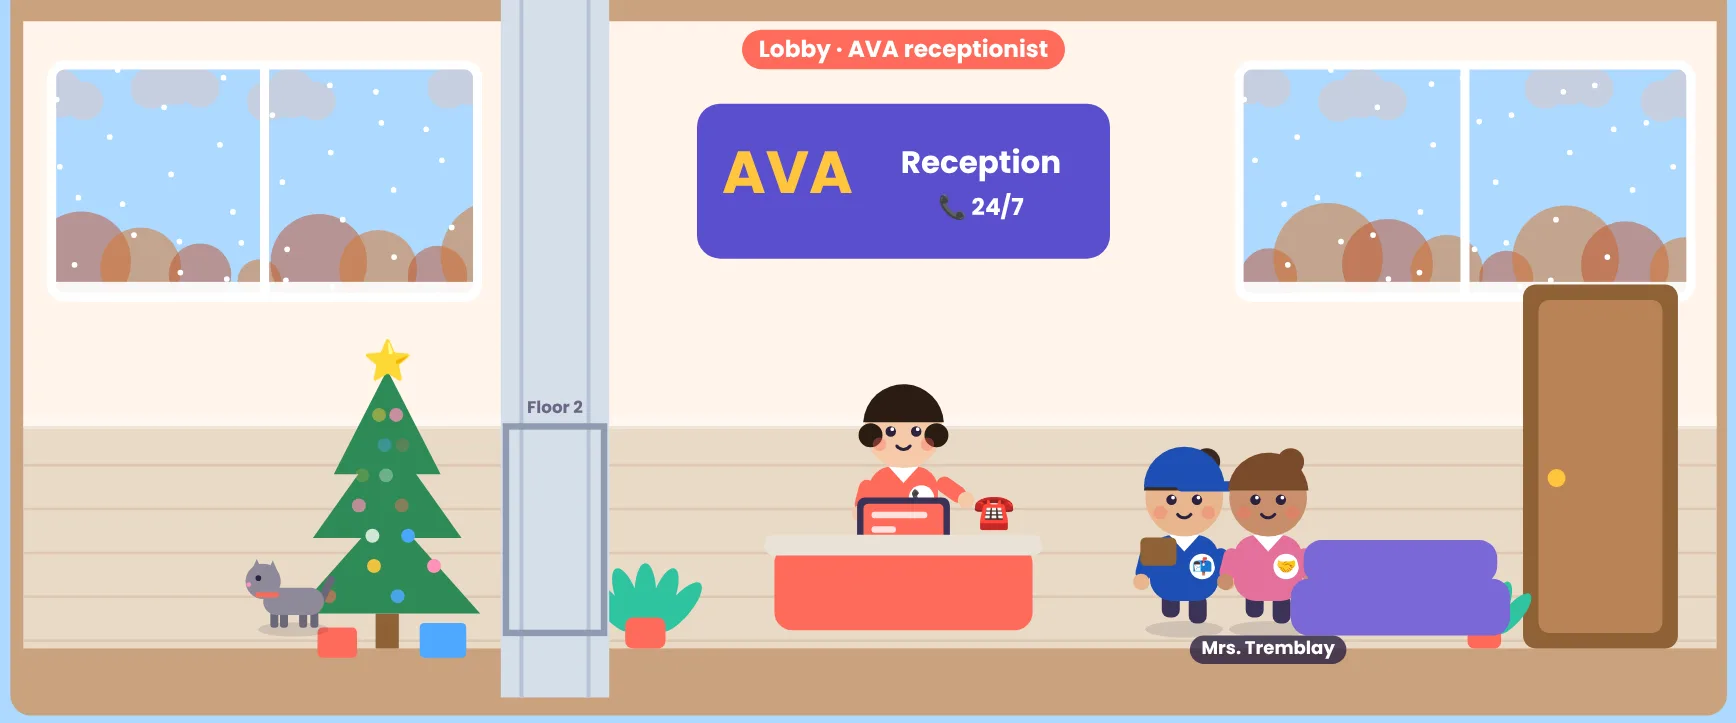 Lobby · AVA receptionist
AVA
Reception
📞 24/7
Floor 2
Mrs. Tremblay